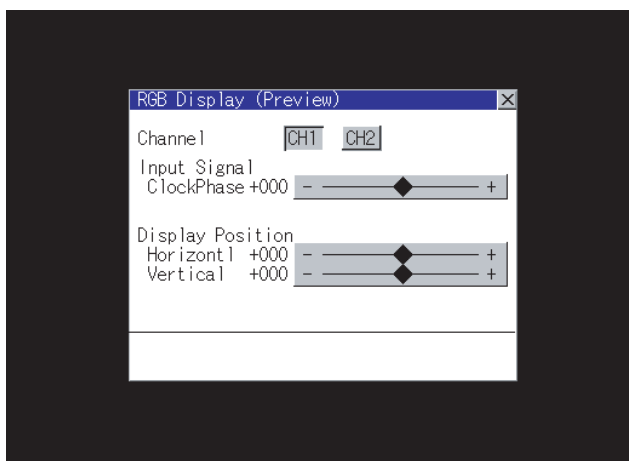 RGB Display (Preview) ×
Channel CH1 CH2
Input Signal
ClockPhase +000 - +
Display Position
Horizontl +000 - +
Vertical +000 - +